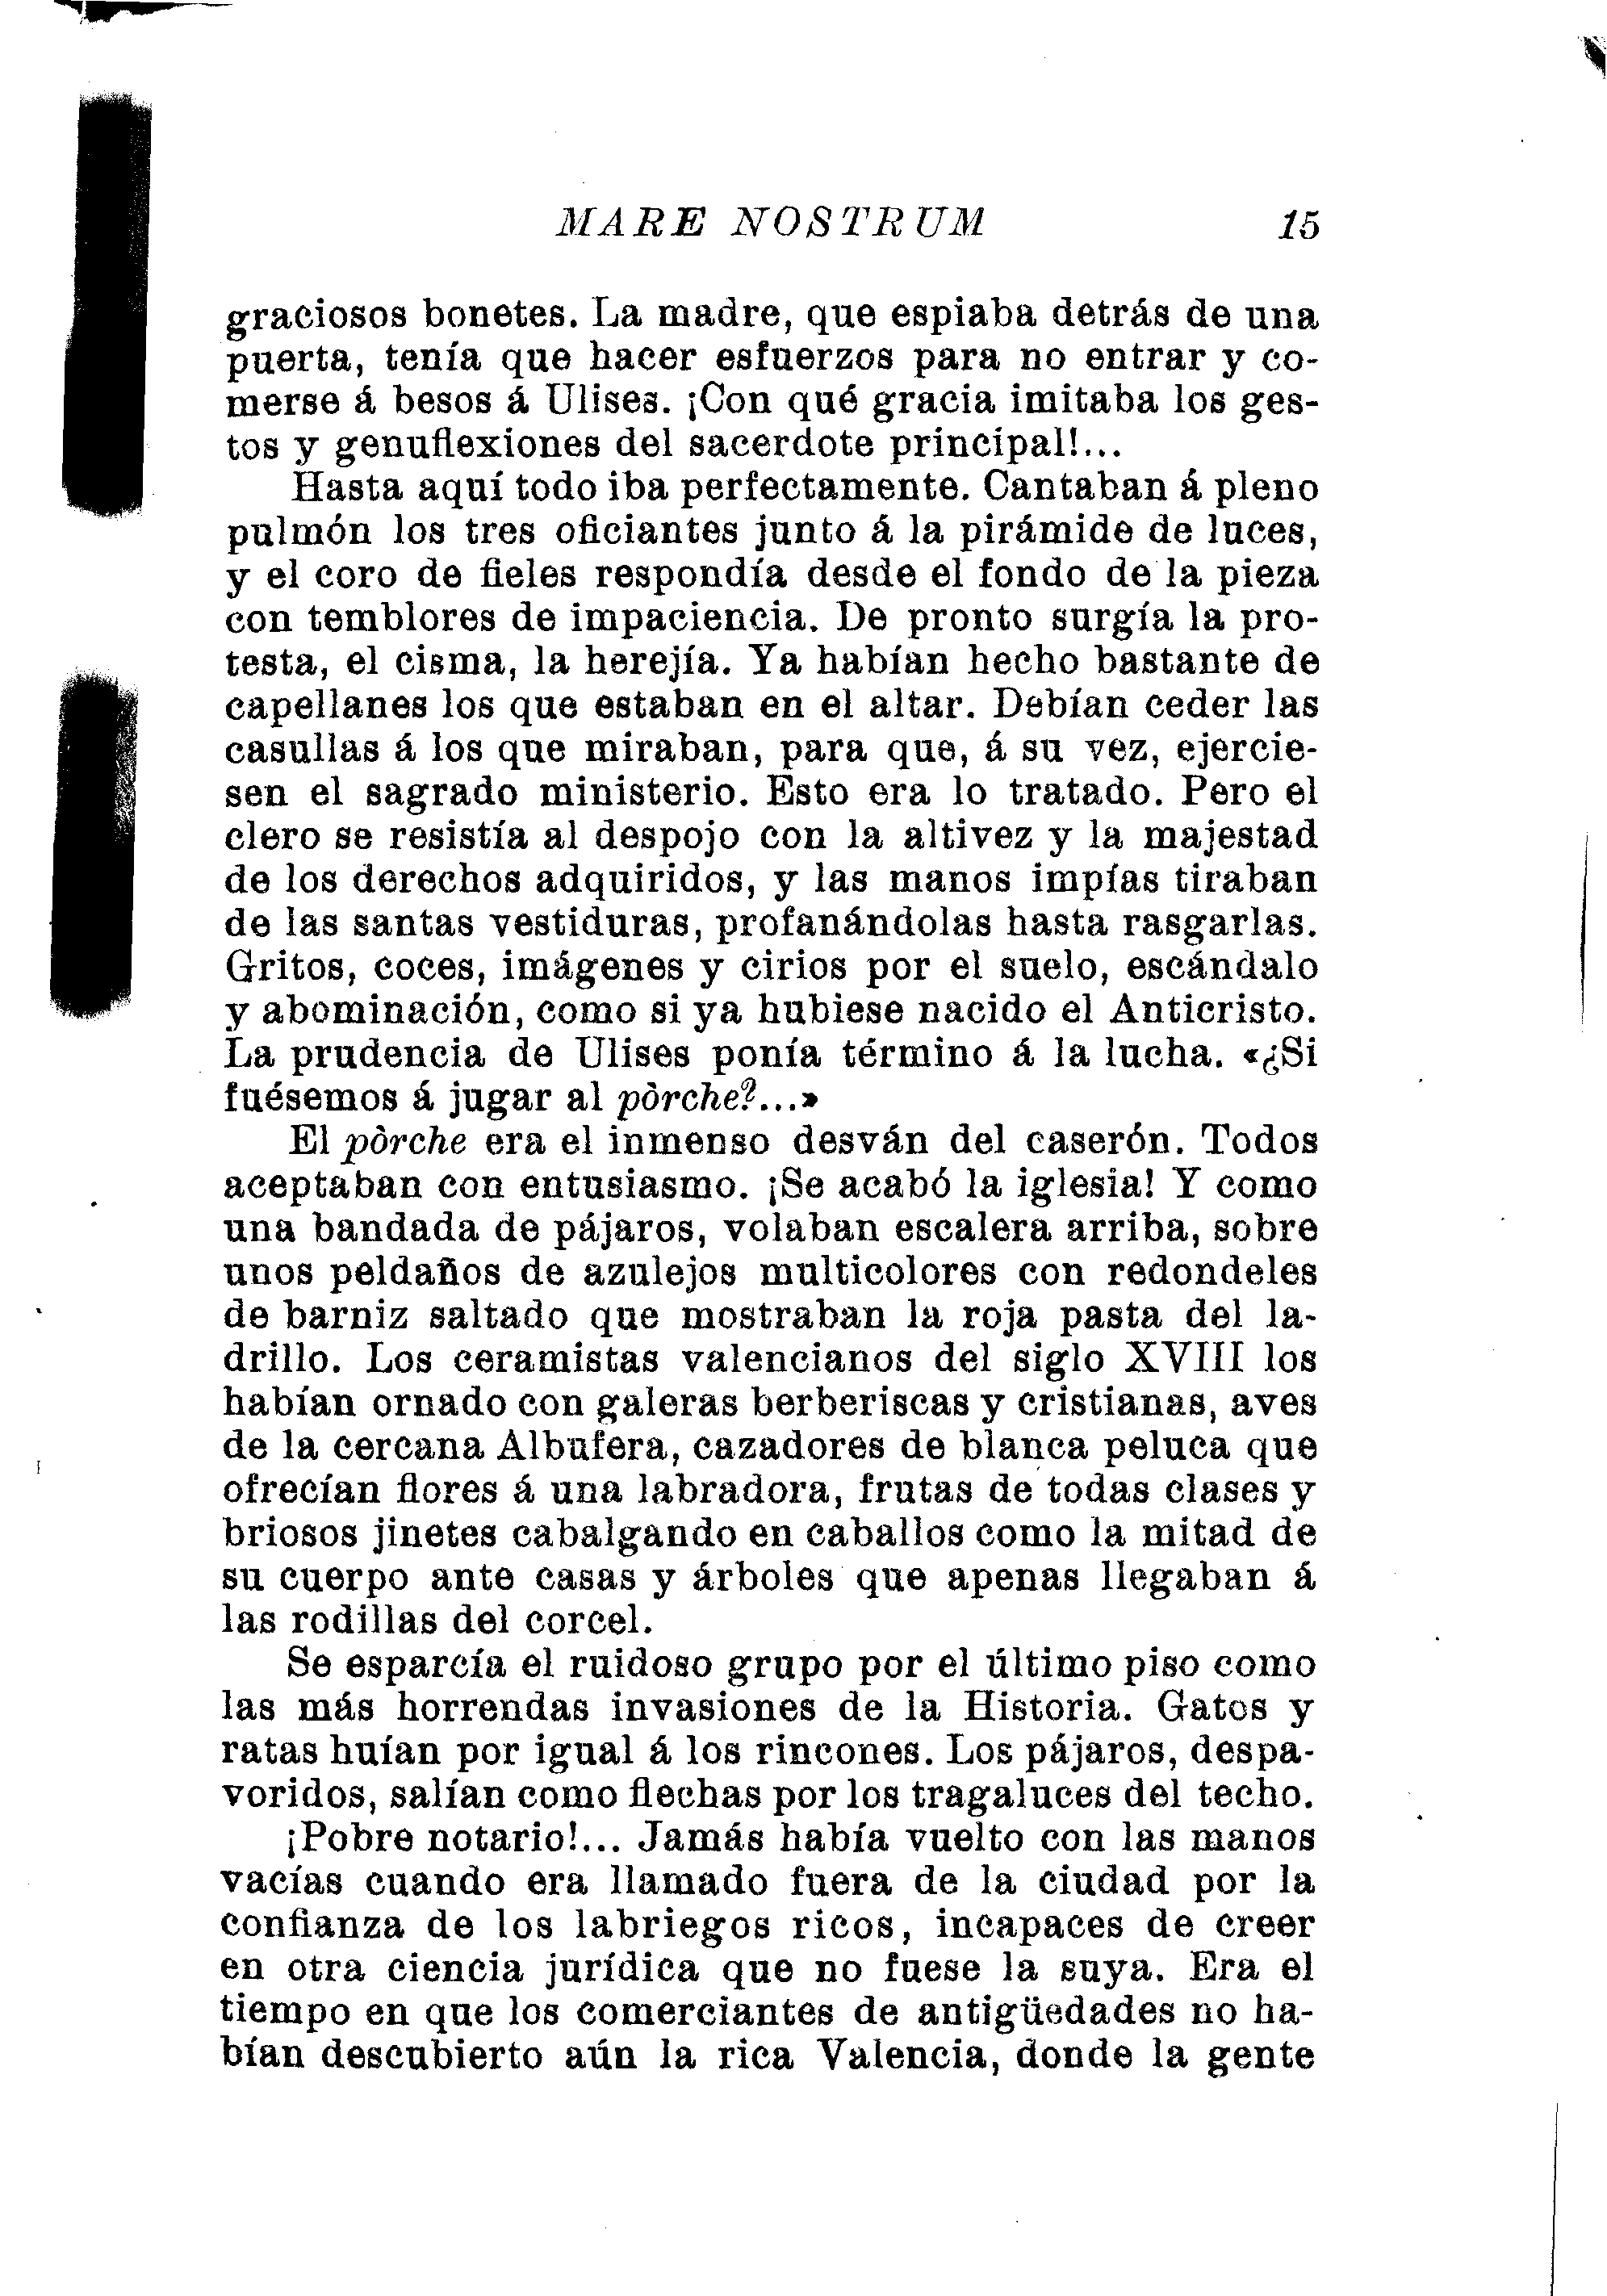 MARE NOSTRUM 15
graciosos bonetes. La madre, que espiaba detrás de una
puerta, tenía que hacer esfuerzos para no entrar y co-
merse á besos á Ulises. ¡Con qué gracia imitaba los ges-
tos y genuflexiones del sacerdote principal!...
Hasta aquí todo iba perfectamente. Cantaban á pleno
pulmón los tres oficiantes junto á la pirámide de luces,
y el coro de fieles respondía desde el fondo de la pieza
con temblores de impaciencia. De pronto surgía la pro-
testa, el cisma, la herejía. Ya habían hecho bastante de
capellanes los que estaban en el altar. Debían ceder las
casullas á los que miraban, para que, á su vez, ejercie-
sen el sagrado ministerio. Esto era lo tratado. Pero el
clero se resistía al despojo con la altivez y la majestad
de los derechos adquiridos, y las manos impías tiraban
de las santas vestiduras, profanándolas hasta rasgarlas.
Gritos, coces, imágenes y cirios por el suelo, escándalo
y abominación, como si ya hubiese nacido el Anticristo.
La prudencia de Ulises ponía término á la lucha. «¿Si
fuésemos á jugar al pòrche?...»
El pòrche era el inmenso desván del caserón. Todos
aceptaban con entusiasmo. ¡Se acabó la iglesia! Y como
una bandada de pájaros, volaban escalera arriba, sobre
unos peldaños de azulejos multicolores con redondeles
de barniz saltado que mostraban la roja pasta del la-
drillo. Los ceramistas valencianos del siglo XVIII los
habían ornado con galeras berberiscas y cristianas, aves
de la cercana Albufera, cazadores de blanca peluca que
ofrecían flores á una labradora, frutas de todas clases y
briosos jinetes cabalgando en caballos como la mitad de
su cuerpo ante casas y árboles que apenas llegaban á
las rodillas del corcel.
Se esparcía el ruidoso grupo por el último piso como
las más horrendas invasiones de la Historia. Gatos y
ratas huían por igual á los rincones. Los pájaros, despa-
voridos, salían como flechas por los tragaluces del techo.
¡Pobre notario!... Jamás había vuelto con las manos
vacías cuando era llamado fuera de la ciudad por la
confianza de los labriegos ricos, incapaces de creer
en otra ciencia jurídica que no fuese la suya. Era el
tiempo en que los comerciantes de antigüedades no ha-
bían descubierto aún la rica Valencia, donde la gente